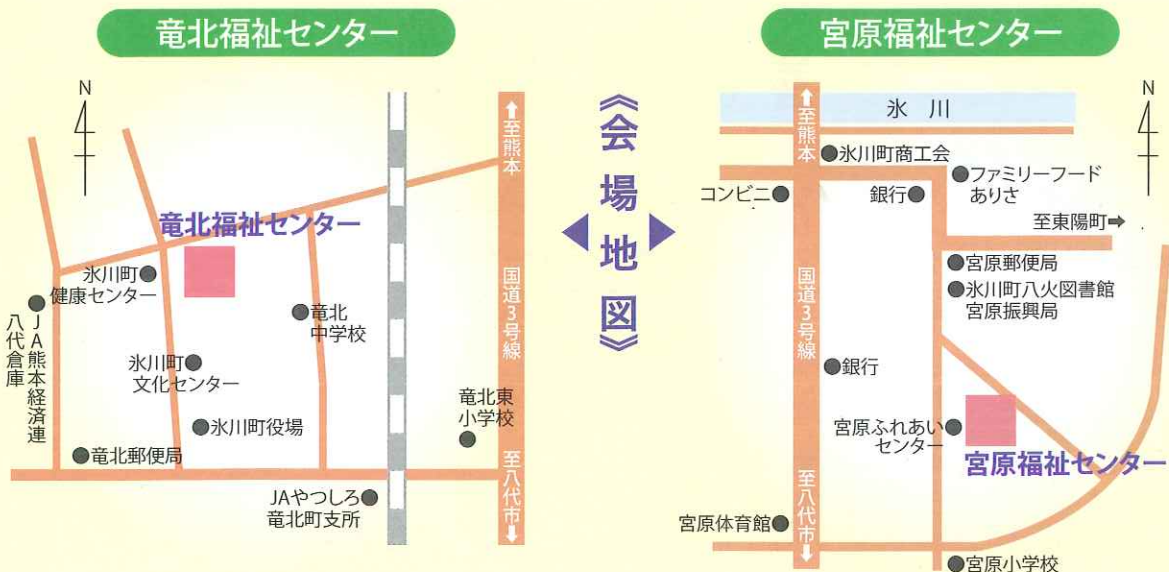 竜北福祉センター
N
至熊本
竜北福祉センター
氷川町
健康センター
JA熊本経済連
八代倉庫
竜北
中学校
国道3号線
氷川町
文化センター
竜北東
小学校
氷川町役場
竜北郵便局
至八代市
JAやつしろ
竜北町支所
《会場地図》
宮原福祉センター
N
氷川
至熊本
氷川町商工会
コンビニ
銀行
ファミリーフード
ありさ
至東陽町
宮原郵便局
国道3号線
氷川町八火図書館
宮原振興局
銀行
宮原ふれあい
センター
宮原福祉センター
至八代市
宮原体育館
宮原小学校